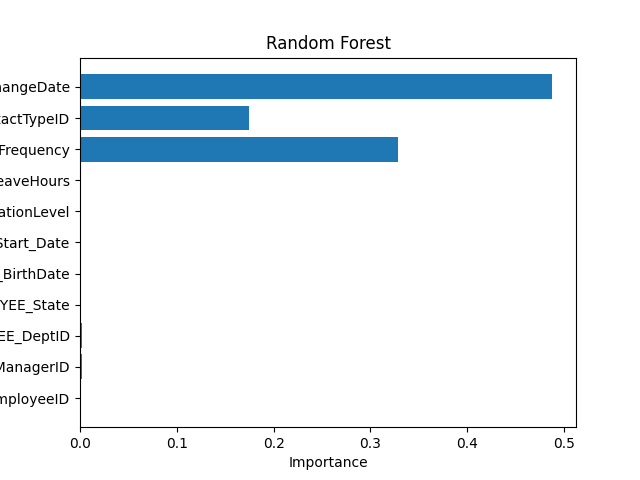 Random Forest
hangeDate
tactTypeID
Frequency
eaveHours
ationLevel
Start_Date
_BirthDate
YEE_State
EE_DeptID
ManagerID
mployeeID
0.0 0.1 0.2 0.3 0.4 0.5
Importance